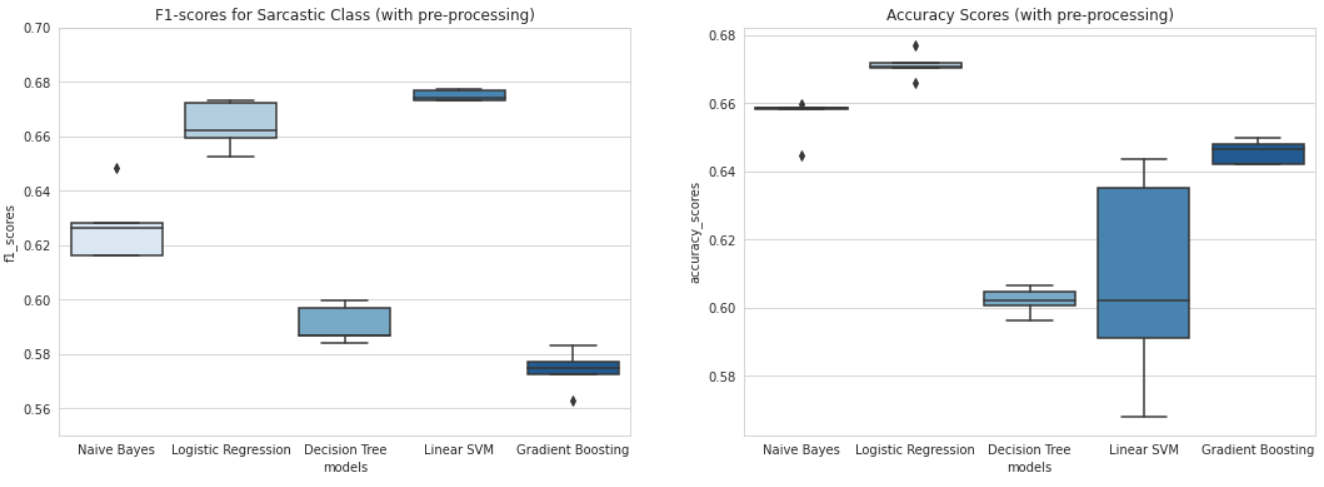 F1-scores for Sarcastic Class (with pre-processing)
0.70
0.68
0.66
0.64
0.62
0.60
0.58
0.56
f1_scores
Naive Bayes
Logistic Regression
Decision Tree
Linear SVM
Gradient Boosting
models
Accuracy Scores (with pre-processing)
0.68
0.66
0.64
0.62
0.60
0.58
accuracy_scores
Naive Bayes
Logistic Regression
Decision Tree
Linear SVM
Gradient Boosting
models